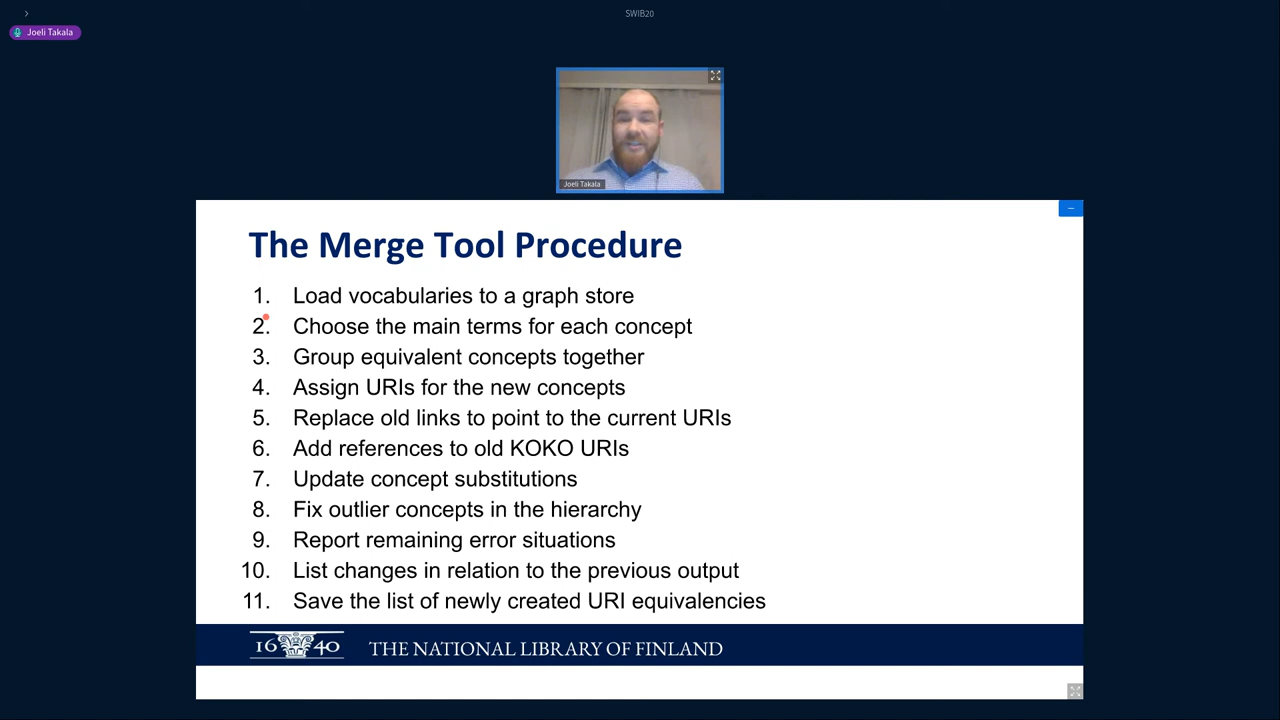 SWIB20
Joeli Takala
Joeli Takala
The Merge Tool Procedure
1. Load vocabularies to a graph store
2. Choose the main terms for each concept
3. Group equivalent concepts together
4. Assign URIs for the new concepts
5. Replace old links to point to the current URIs
6. Add references to old KOKO URIs
7. Update concept substitutions
8. Fix outlier concepts in the hierarchy
9. Report remaining error situations
10. List changes in relation to the previous output
11. Save the list of newly created URI equivalencies
16 40 THE NATIONAL LIBRARY OF FINLAND